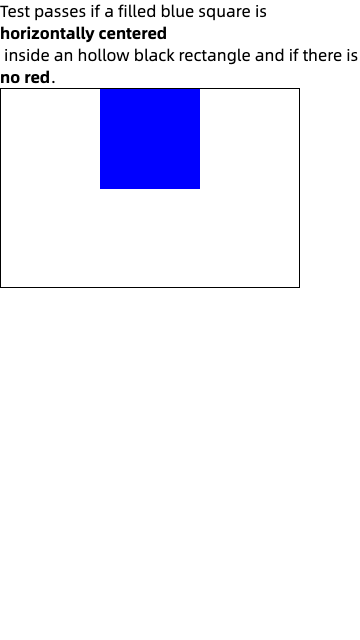 Test passes if a filled blue square is
horizontally centered
inside an hollow black rectangle and if there is
no red.